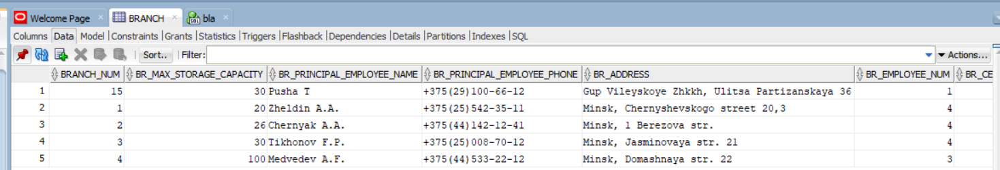 Welcome Page BRANCH bla
Columns Data Model Constraints Grants Statistics Triggers Flashback Dependencies Details Partitions Indexes SQL
Sort.. Filter: Actions...
BRANCH_NUM BR_MAX_STORAGE_CAPACITY BR_PRINCIPAL_EMPLOYEE_NAME BR_PRINCIPAL_EMPLOYEE_PHONE BR_ADDRESS BR_EMPLOYEE_NUM BR_CE
1 15 30 Pusha T +375(29)100-66-12 Gup Vileyskoye Zhkkh, Ulitsa Partizanskaya 36 1
2 1 20 Zheldin A.A. +375(25)542-35-11 Minsk, Chernyshevskogo street 20,3 4
3 2 26 Chernyak A.A. +375(44)142-12-41 Minsk, 1 Berezova str. 4
4 3 30 Tikhonov F.P. +375(25)008-70-12 Minsk, Jasminovaya str. 21 4
5 4 100 Medvedev A.F. +375(44)533-22-12 Minsk, Domashnaya str. 22 3